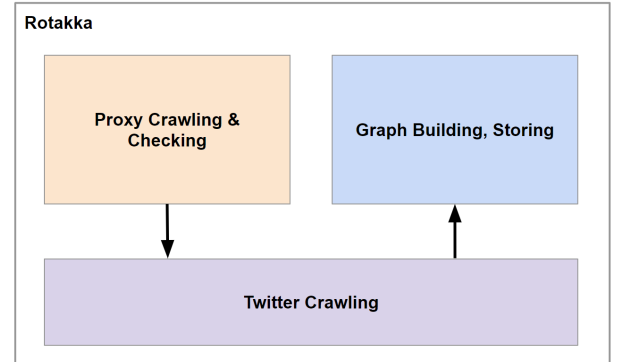 Rotakka
Proxy Crawling &
Checking
Graph Building, Storing
Twitter Crawling